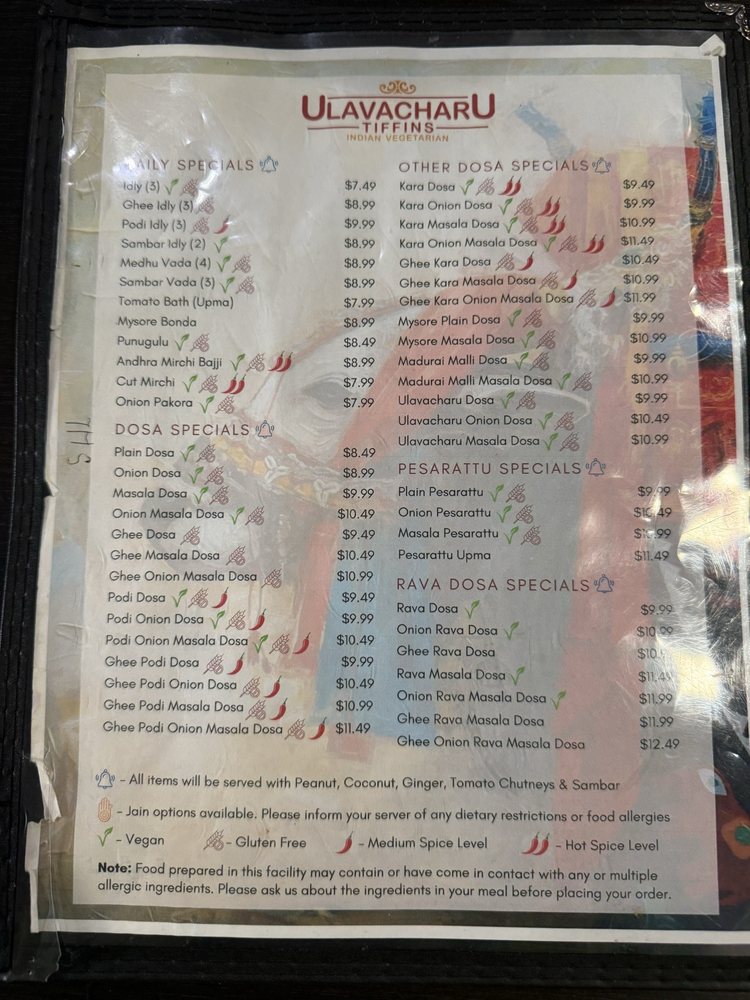 ULAVACHARU
TIFFINS
INDIAN VEGETARIAN
DAILY SPECIALS
Idly (3) $7.49
Ghee Idly (3) $8.99
Podi Idly (3) $9.99
Sambar Idly (2) $8.99
Medhu Vada (4) $8.99
Sambar Vada (3) $8.99
Tomato Bath (Upma) $7.99
Mysore Bonda $8.99
Punugulu $8.49
Andhra Mirchi Bajji $8.99
Cut Mirchi $7.99
Onion Pakora $7.99
DOSA SPECIALS
Plain Dosa $8.49
Onion Dosa $8.99
Masala Dosa $9.99
Onion Masala Dosa $10.49
Ghee Dosa $9.49
Ghee Masala Dosa $10.49
Ghee Onion Masala Dosa $10.99
Podi Dosa $9.49
Podi Onion Dosa $9.99
Podi Onion Masala Dosa $10.49
Ghee Podi Dosa $9.99
Ghee Podi Onion Dosa $10.49
Ghee Podi Masala Dosa $10.99
Ghee Podi Onion Masala Dosa $11.49
OTHER DOSA SPECIALS
Kara Dosa $9.49
Kara Onion Dosa $9.99
Kara Masala Dosa $10.99
Kara Onion Masala Dosa $11.49
Ghee Kara Dosa $10.49
Ghee Kara Masala Dosa $10.99
Ghee Kara Onion Masala Dosa $11.99
Mysore Plain Dosa $9.99
Mysore Masala Dosa $10.99
Madurai Malli Dosa $9.99
Madurai Malli Masala Dosa $10.99
Ulavacharu Dosa $9.99
Ulavacharu Onion Dosa $10.49
Ulavacharu Masala Dosa $10.99
PESARATTU SPECIALS
Plain Pesarattu $9.99
Onion Pesarattu $10.49
Masala Pesarattu $10.99
Pesarattu Upma $11.49
RAVA DOSA SPECIALS
Rava Dosa $9.99
Onion Rava Dosa $10.99
Ghee Rava Dosa
Rava Masala Dosa $11.49
Onion Rava Masala Dosa $11.99
Ghee Rava Masala Dosa $11.99
Ghee Onion Rava Masala Dosa $12.49
- All items will be served with Peanut, Coconut, Ginger, Tomato Chutneys & Sambar
- Jain options available. Please inform your server of any dietary restrictions or food allergies
- Vegan - Gluten Free - Medium Spice Level - Hot Spice Level
Note: Food prepared in this facility may contain or have come in contact with any or multiple
allergic ingredients. Please ask us about the ingredients in your meal before placing your order.